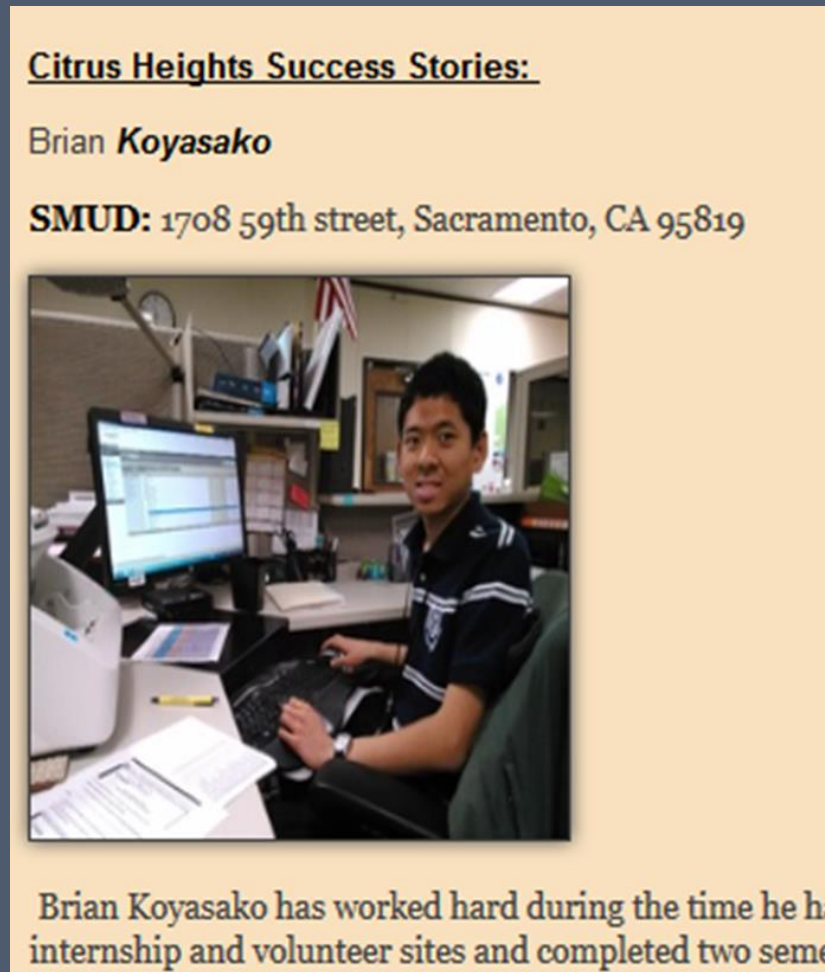 Citrus Heights Success Stories:
Brian Koyasako
SMUD: 1708 59th street, Sacramento, CA 95819
Brian Koyasako has worked hard during the time he
internship and volunteer sites and completed two